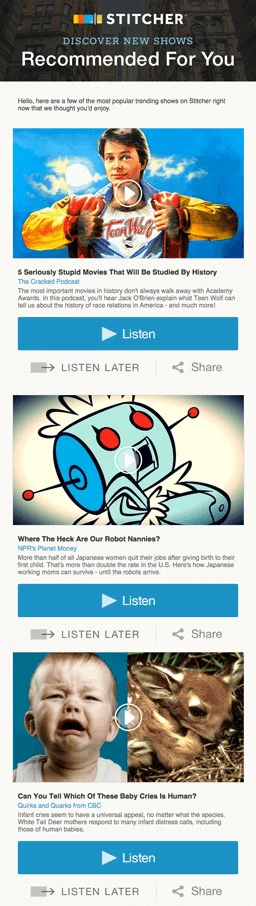 STITCHER
DISCOVER NEW SHOWS
Recommended For You
Hello, here are a few of the most popular trending shows on Stitcher right
now that we thought you'd enjoy.
Teen Wolf
5 Seriously Stupid Movies That Will Be Studied By History
The Cracked Podcast
The most important movies in history don't always walk away with Academy
Awards. In this podcast, you'll hear Jack O'Brien explain what Teen Wolf can
tell us about the history of race relations in America - and much more!
Listen
LISTEN LATER
Share
Where The Heck Are Our Robot Nannies?
NPR's Planet Money
More than half of all Japanese women quit their jobs after giving birth to their
first child. That's more than double the rate in the U.S. Here's how Japanese
working moms can survive - until the robots arrive.
Listen
LISTEN LATER
Share
Can You Tell Which Of These Baby Cries Is Human?
Quirks and Quarks from CBC
Infant cries seem to have a universal appeal, no matter what the species.
White Tail Deer mothers respond to many infant distress calls, including
those of human babies.
Listen
LISTEN LATER
Share